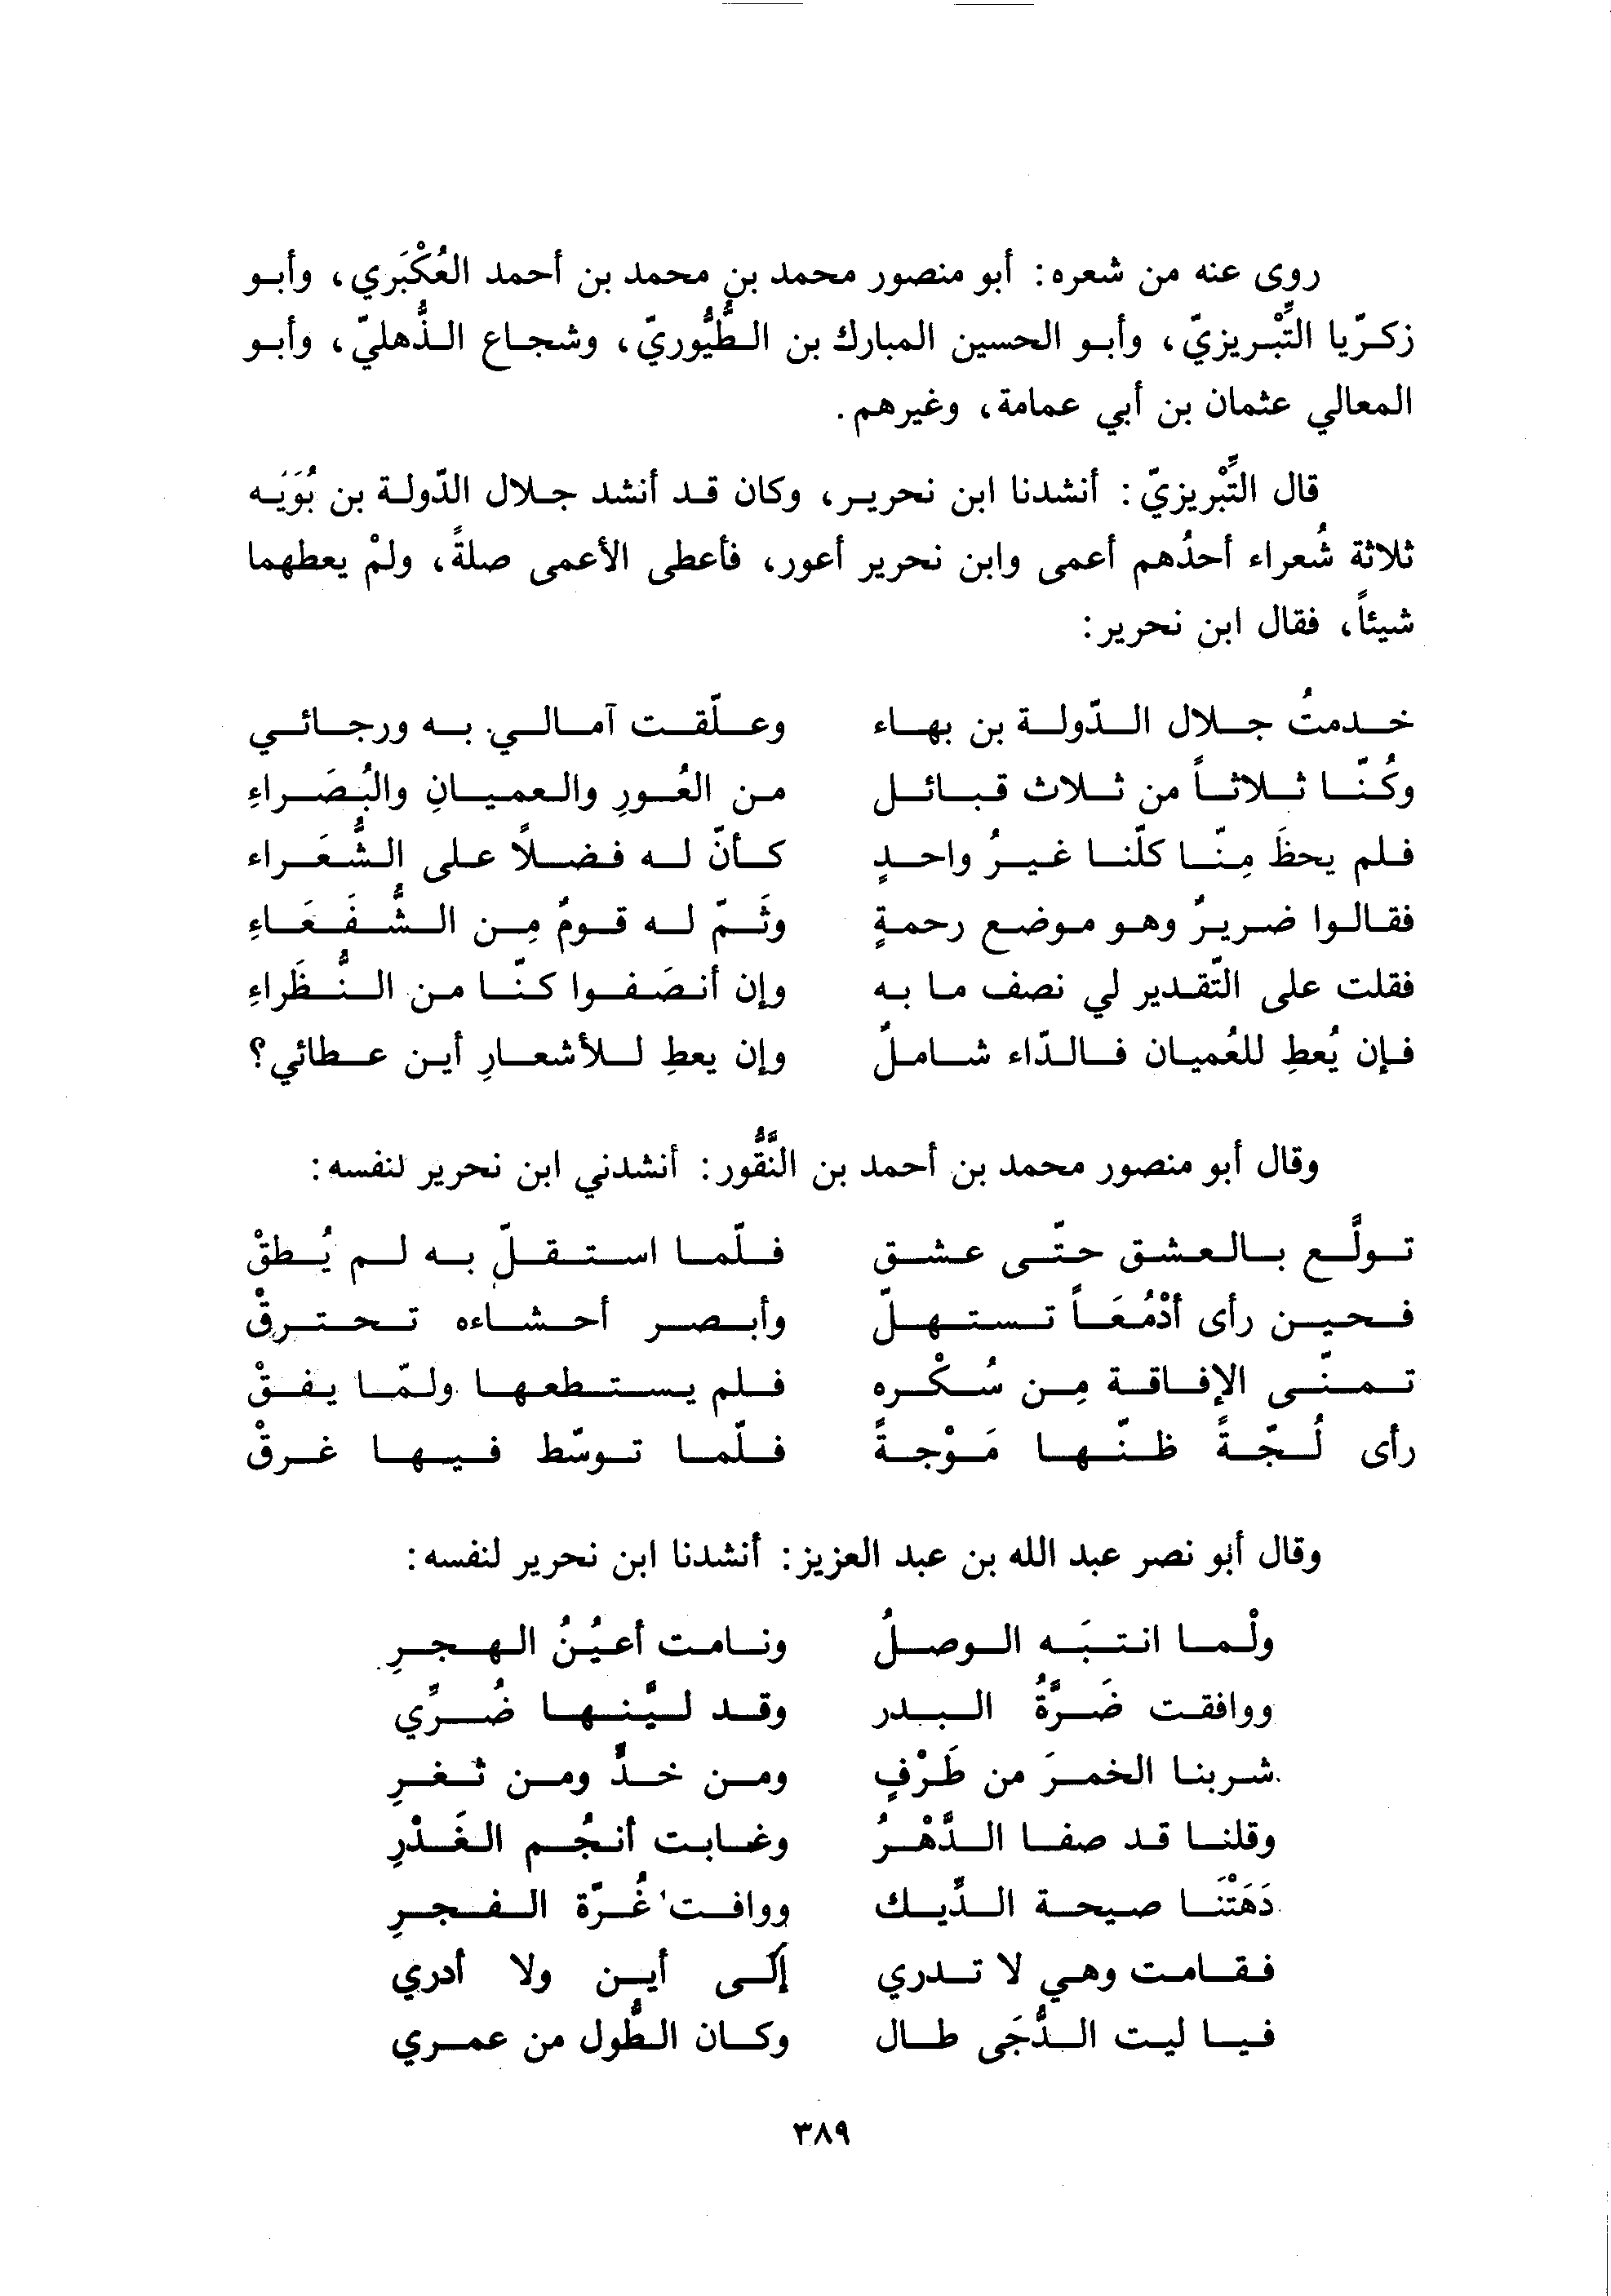 روى عنه من شعره: أبو منصور محمد بن محمد بن أحمد العُكْبَري، وأبو
زكرّيا التِّبْريزيّ، وأبو الحسين المبارك بن الطُّيُّوريّ، وشجاع الذُّهليّ، وأبو
المعالي عثمان بن أبي عمامة، وغيرهم.
قال التِّبْريزيّ: أنشدنا ابن نحرير، وكان قد أنشد جلال الدّولة بن بُوَيَه
ثلاثة شُعراء أحدُهم أعمى وابن نحرير أعور، فأعطى الأعمى صلةً، ولمْ يعطهما
شيئاً، فقال ابن نحرير:
خدمتُ جلال الدّولة بن بهاء وعلّقت آمالي به ورجائي
وكُنّا ثلاثاً من ثلاث قبائل من العُورِ والعميانِ والبُصَراءِ
فلم يحظَ مِنّا كلّنا غيرُ واحدٍ كأنّ له فضلاً على الشُّعَراء
فقالوا ضريرٌ وهو موضع رحمةٍ وثَمّ له قومٌ مِن الشُّفَعَاءِ
فقلت على التّقدير لي نصف ما به وإن أنصَفوا كنّا من النُّظَراءِ
فإن يُعطِ للعُميان فالدّاء شاملٌ وإن يعطِ للأشعارِ أين عطائي؟
وقال أبو منصور محمد بن أحمد بن النَّقُّور: أنشدني ابن نحرير لنفسه:
تولَّع بالعشق حتّى عشق فلّما استقلّ به لم يُطقْ
فحين رأى أدْمُعَاً تستهلّ وأبصر أحشاءه تحترقْ
تمنّى الإفاقة مِن سُكْره فلم يستطعها ولمّا يفقْ
رأى لُجّةً ظنّها مَوْجةً فلّما توسّط فيها غرقْ
وقال أبو نصر عبد الله بن عبد العزيز: أنشدنا ابن نحرير لنفسه:
ولْما انتبَه الوصلُ ونامت أعيُنُ الهجرِ
ووافقت ضَرَّةُ البدر وقد ليَّنها ضُرِّي
شربنا الخمرَ من طَرْفٍ ومن خدٍّ ومن ثغرِ
وقلنا قد صفا الدَّهْرُ وغابت أنجُم الغَدْرِ
دَهَتْنَا صيحة الدِّيك ووافت غُرّة الفجرِ
فقامت وهي لا تدري إلى أين ولا أدري
فيا ليت الدُّجَى طال وكان الطُّول من عمري
٣٨٩